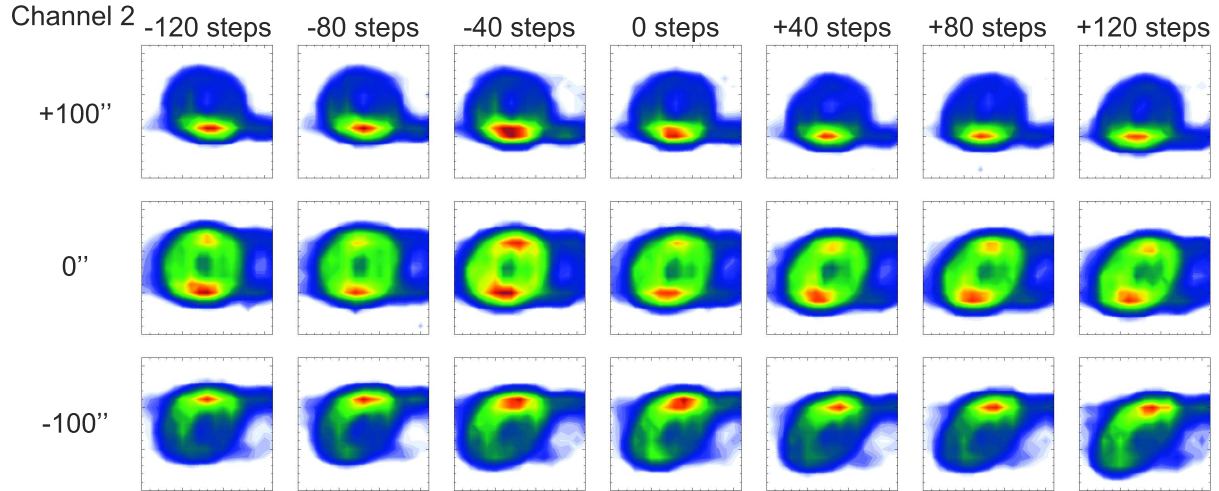 Channel 2
-120 steps -80 steps -40 steps 0 steps +40 steps +80 steps +120 steps
+100’’
0’’
-100’’